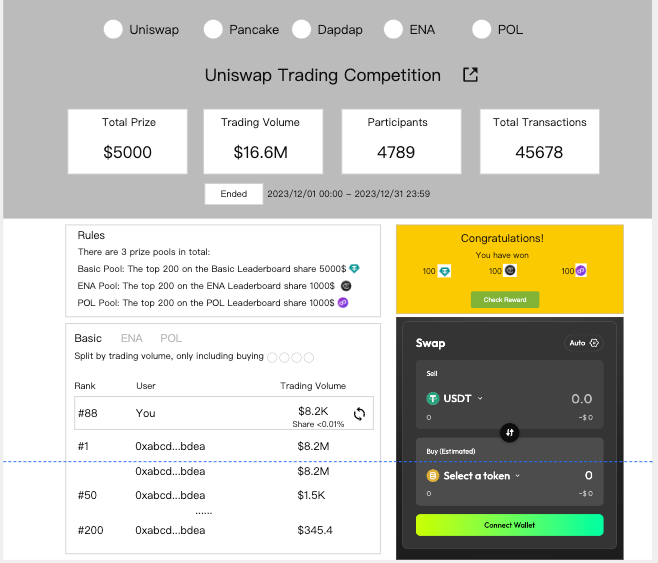 Uniswap Pancake Dapdap ENA POL
Uniswap Trading Competition
Total Prize
$5000
Trading Volume
$16.6M
Participants
4789
Total Transactions
45678
Ended 2023/12/01 00:00 – 2023/12/31 23:59
Rules
There are 3 prize pools in total:
Basic Pool: The top 200 on the Basic Leaderboard share 5000$
ENA Pool: The top 200 on the ENA Leaderboard share 1000$
POL Pool: The top 200 on the POL Leaderboard share 1000$
Basic ENA POL
Split by trading volume, only including buying
Rank User Trading Volume
#88 You $8.2K
Share <0.01%
#1 0xabcd...bdea $8.2M
0xabcd...bdea $8.2M
#50 0xabcd...bdea $1.5K
......
#200 0xabcd...bdea $345.4
Congratulations!
You have won
100 100 100
Check Reward
Swap Auto
Sell
USDT 0.0
0 ~$ 0
Buy (Estimated)
Select a token 0
0 ~$ 0
Connect Wallet